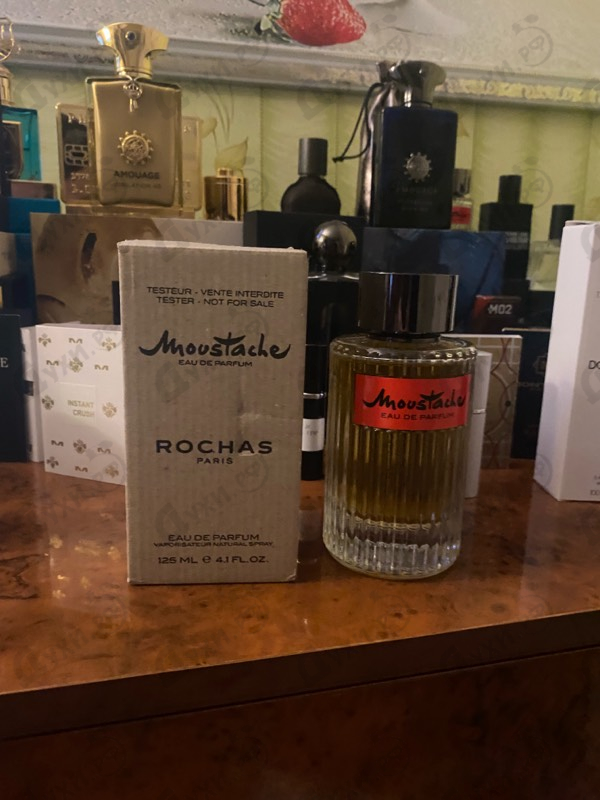 AMOUAGE
TESTEUR - VENTE INTERDITE
TESTER - NOT FOR SALE
Moustache
EAU DE PARFUM
ROCHAS
PARIS
EAU DE PARFUM
VAPORISATEUR NATURAL SPRAY
125 ML e 4.1 FL.OZ.
Moustache
EAU DE PARFUM
INSTANT
CRUSH
M02